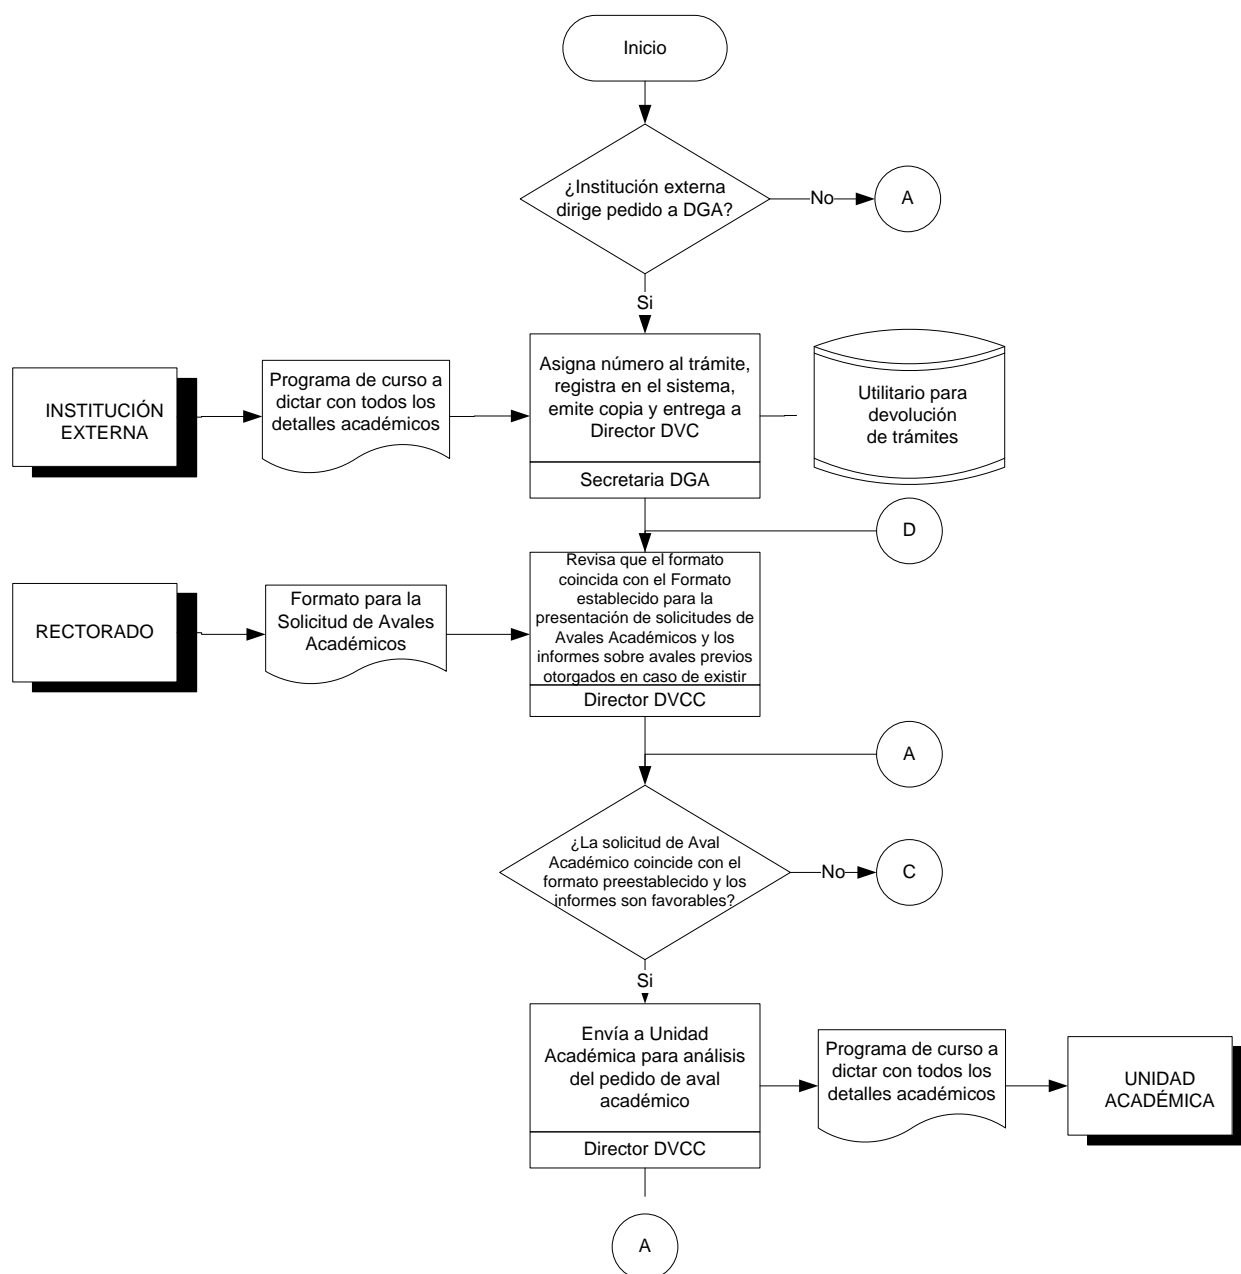 Inicio
¿Institución externa
dirige pedido a DGA?
No
A
Si
INSTITUCIÓN
EXTERNA
Programa de curso a
dictar con todos los
detalles académicos
Asigna número al trámite,
registra en el sistema,
emite copia y entrega a
Director DVC
Secretaria DGA
Utilitario para
devolución
de trámites
D
RECTORADO
Formato para la
Solicitud de Avales
Académicos
Revisa que el formato
coincida con el Formato
establecido para la
presentación de solicitudes de
Avales Académicos y los
informes sobre avales previos
otorgados en caso de existir
Director DVCC
A
¿La solicitud de Aval
Académico coincide con el
formato preestablecido y los
informes son favorables?
No
C
Si
Envía a Unidad
Académica para análisis
del pedido de aval
académico
Director DVCC
Programa de curso a
dictar con todos los
detalles académicos
UNIDAD
ACADÉMICA
A